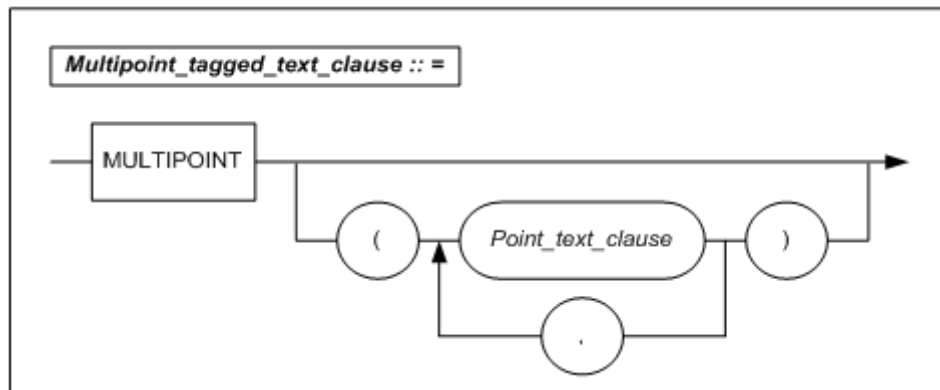 Multipoint_tagged_text_clause :: =
MULTIPOINT
( Point_text_clause )
,